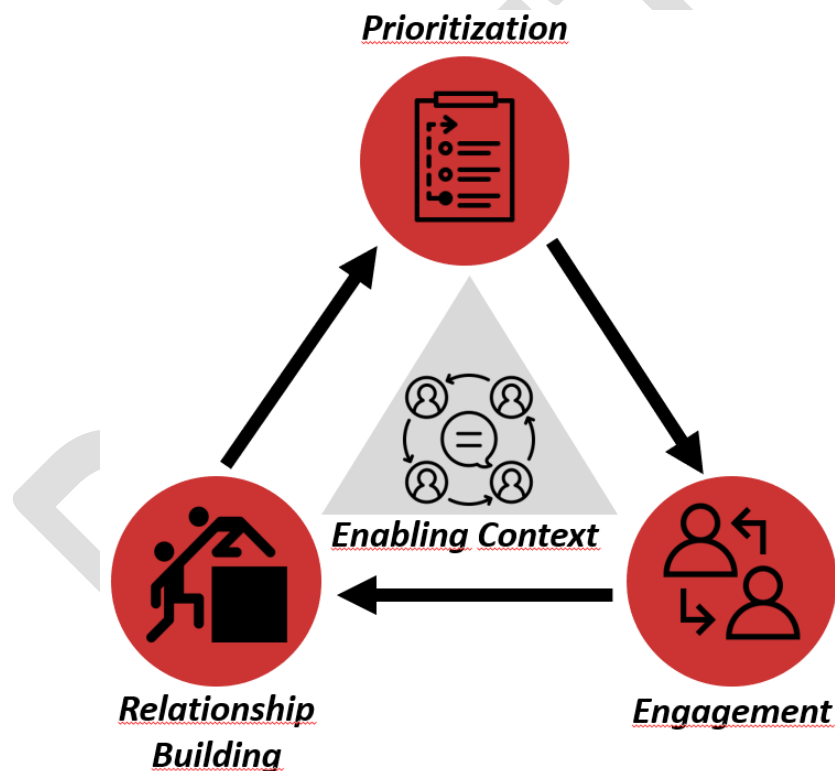 Prioritization
Enabling Context
Relationship
Building
Engagement